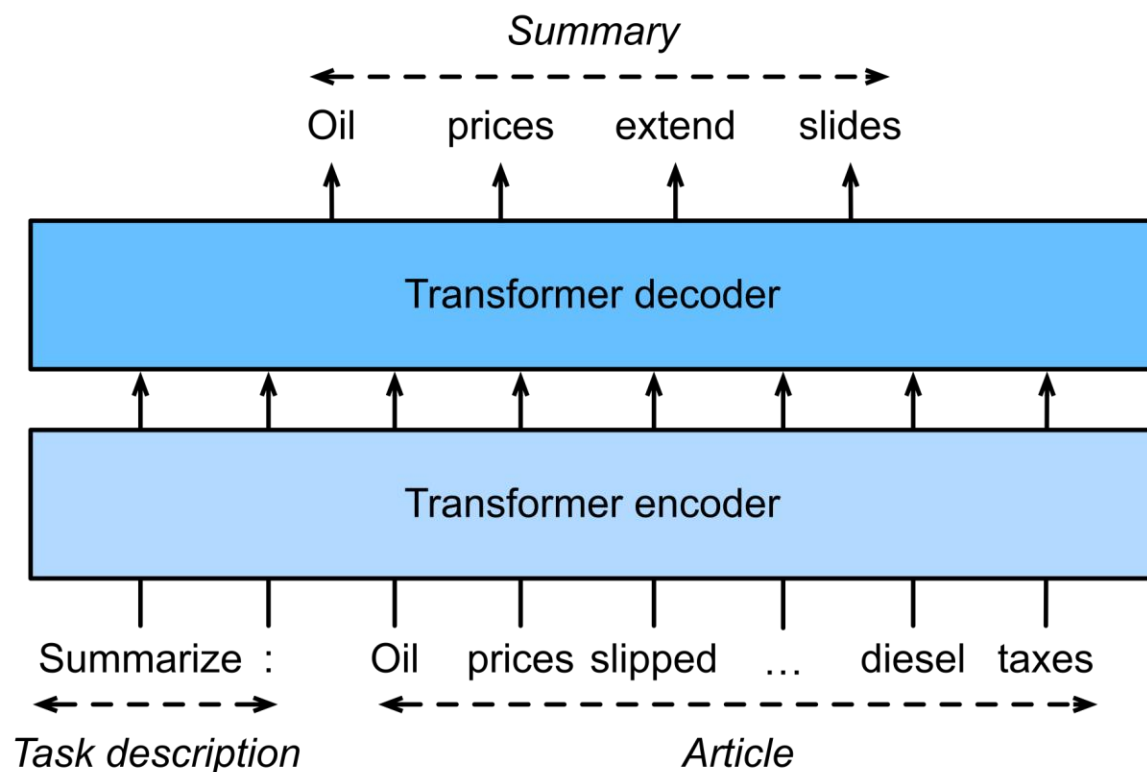 Summary
Oil prices extend slides
Transformer decoder
Transformer encoder
Summarize : Oil prices slipped … diesel taxes
Task description Article